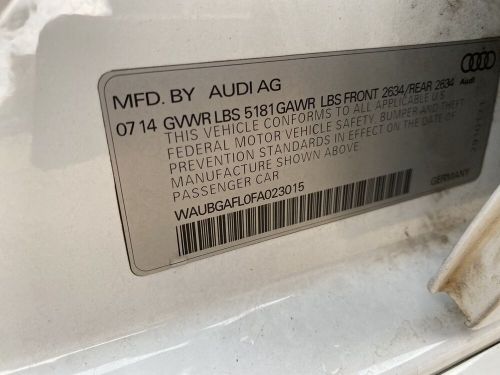 MFD. BY AUDI AG
Audi
07 14 GVWR LBS 5181 GAWR LBS FRONT 2634/REAR 2634
THIS VEHICLE CONFORMS TO ALL APPLICABLE U.S
FEDERAL MOTOR VEHICLE SAFETY, BUMPER AND THEFT
PREVENTION STANDARDS IN EFFECT ON THE DATE OF
MANUFACTURE SHOWN ABOVE.
PASSENGER CAR
WAUBGAFL0FA023015
GERMANY